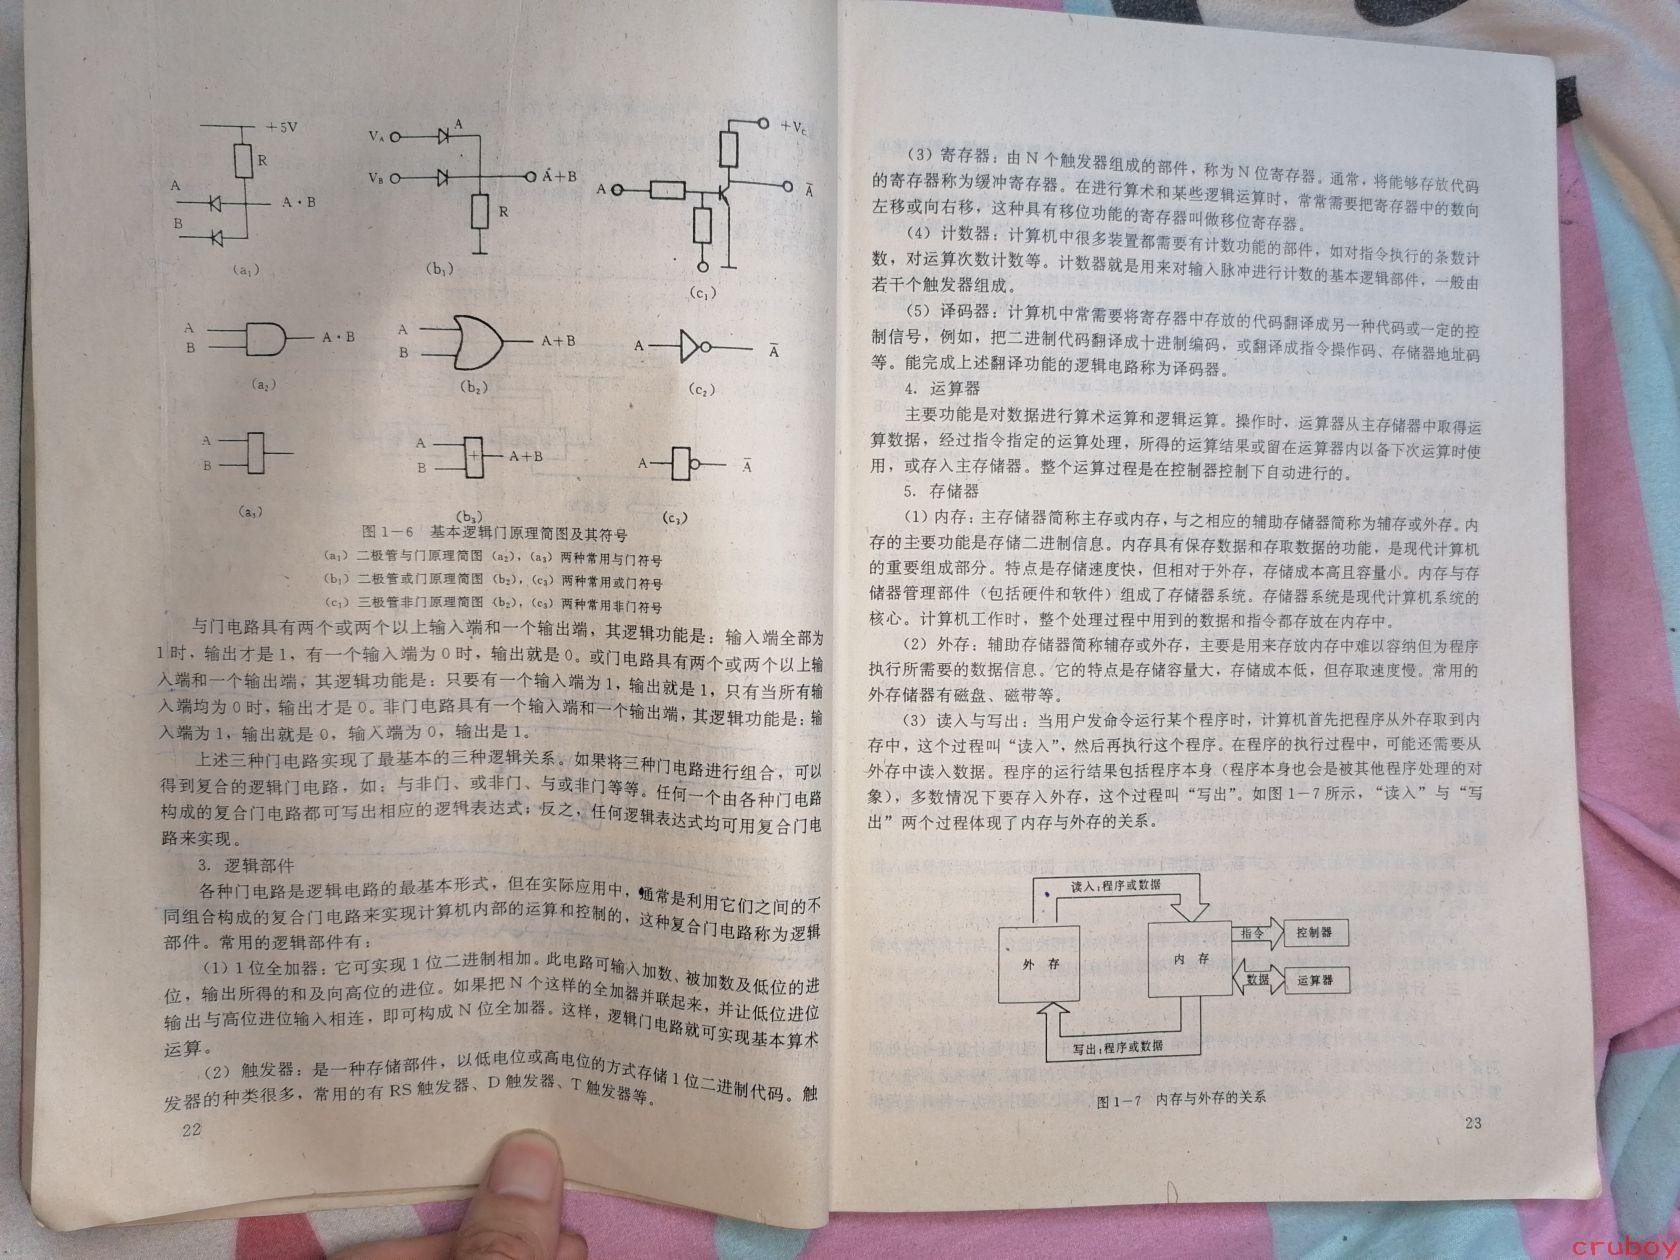 +5V
R
A
B
A·B
(a₁)
V_A
A
V_B
A+B
R
(b₁)
+V_C
A
Ā
(c₁)
A
B
A·B
(a₂)
A
B
A+B
(b₂)
A
Ā
(c₂)
A
B
(a₃)
A
B
+
A+B
(b₃)
A
Ā
(c₃)
图1-6 基本逻辑门原理简图及其符号
(a₁) 二极管与门原理简图 (a₂),(a₃) 两种常用与门符号
(b₁) 二极管或门原理简图 (b₂),(c₃) 两种常用或门符号
(c₁) 三极管非门原理简图 (b₂),(c₃) 两种常用非门符号
与门电路具有两个或两个以上输入端和一个输出端，其逻辑功能是：输入端全部为
1时，输出才是1，有一个输入端为0时，输出就是0。或门电路具有两个或两个以上输
入端和一个输出端，其逻辑功能是：只要有一个输入端为1，输出就是1，只有当所有输
入端均为0时，输出才是0。非门电路具有一个输入端和一个输出端，其逻辑功能是：输
入端为1，输出就是0，输入端为0，输出是1。
上述三种门电路实现了最基本的三种逻辑关系。如果将三种门电路进行组合，可以
得到复合的逻辑门电路，如：与非门、或非门、与或非门等等。任何一个由各种门电路
构成的复合门电路都可写出相应的逻辑表达式；反之，任何逻辑表达式均可用复合门电
路来实现。
3. 逻辑部件
各种门电路是逻辑电路的最基本形式，但在实际应用中，通常是利用它们之间的不
同组合构成的复合门电路来实现计算机内部的运算和控制的，这种复合门电路称为逻辑
部件。常用的逻辑部件有：
(1) 1位全加器：它可实现1位二进制相加。此电路可输入加数、被加数及低位的进
位，输出所得的和及向高位的进位。如果把N个这样的全加器并联起来，并让低位进位
输出与高位进位输入相连，即可构成N位全加器。这样，逻辑门电路就可实现基本算术
运算。
(2) 触发器：是一种存储部件，以低电位或高电位的方式存储1位二进制代码。触
发器的种类很多，常用的有RS触发器、D触发器、T触发器等。
22
(3) 寄存器：由N个触发器组成的部件，称为N位寄存器。通常，将能够存放代码
的寄存器称为缓冲寄存器。在进行算术和某些逻辑运算时，常常需要把寄存器中的数向
左移或向右移，这种具有移位功能的寄存器叫做移位寄存器。
(4) 计数器：计算机中很多装置都需要有计数功能的部件，如对指令执行的条数计
数，对运算次数计数等。计数器就是用来对输入脉冲进行计数的基本逻辑部件，一般由
若干个触发器组成。
(5) 译码器：计算机中常需要将寄存器中存放的代码翻译成另一种代码或一定的控
制信号，例如，把二进制代码翻译成十进制编码，或翻译成指令操作码、存储器地址码
等。能完成上述翻译功能的逻辑电路称为译码器。
4. 运算器
主要功能是对数据进行算术运算和逻辑运算。操作时，运算器从主存储器中取得运
算数据，经过指令指定的运算处理，所得的运算结果或留在运算器内以备下次运算时使
用，或存入主存储器。整个运算过程是在控制器控制下自动进行的。
5. 存储器
(1) 内存：主存储器简称主存或内存，与之相应的辅助存储器简称为辅存或外存。内
存的主要功能是存储二进制信息。内存具有保存数据和存取数据的功能，是现代计算机
的重要组成部分。特点是存储速度快，但相对于外存，存储成本高且容量小。内存与存
储器管理部件（包括硬件和软件）组成了存储器系统。存储器系统是现代计算机系统的
核心。计算机工作时，整个处理过程中用到的数据和指令都存放在内存中。
(2) 外存：辅助存储器简称辅存或外存，主要是用来存放内存中难以容纳但为程序
执行所需要的数据信息。它的特点是存储容量大，存储成本低，但存取速度慢。常用的
外存储器有磁盘、磁带等。
(3) 读入与写出：当用户发命令运行某个程序时，计算机首先把程序从外存取到内
存中，这个过程叫“读入”，然后再执行这个程序。在程序的执行过程中，可能还需要从
外存中读入数据。程序的运行结果包括程序本身（程序本身也会是被其他程序处理的对
象），多数情况下要存入外存，这个过程叫“写出”。如图1-7所示，“读入”与“写
出”两个过程体现了内存与外存的关系。
读入：程序或数据
外存
内存
指令
控制器
数据
运算器
写出：程序或数据
图1-7 内存与外存的关系
23
cruboy